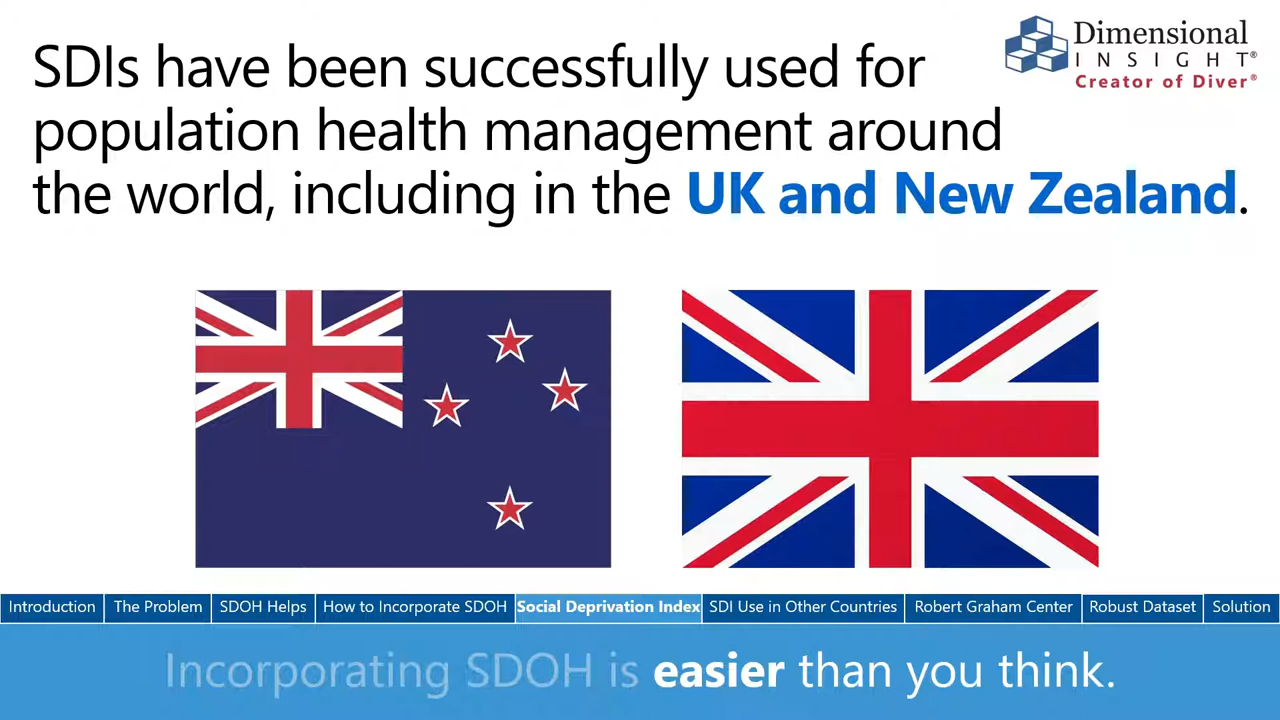 SDIs have been successfully used for
population health management around
the world, including in the UK and New Zealand.
Dimensional
INSIGHT®
Creator of Diver®
Introduction
The Problem
SDOH Helps
How to Incorporate SDOH
Social Deprivation Index
SDI Use in Other Countries
Robert Graham Center
Robust Dataset
Solution
Incorporating SDOH is easier than you think.